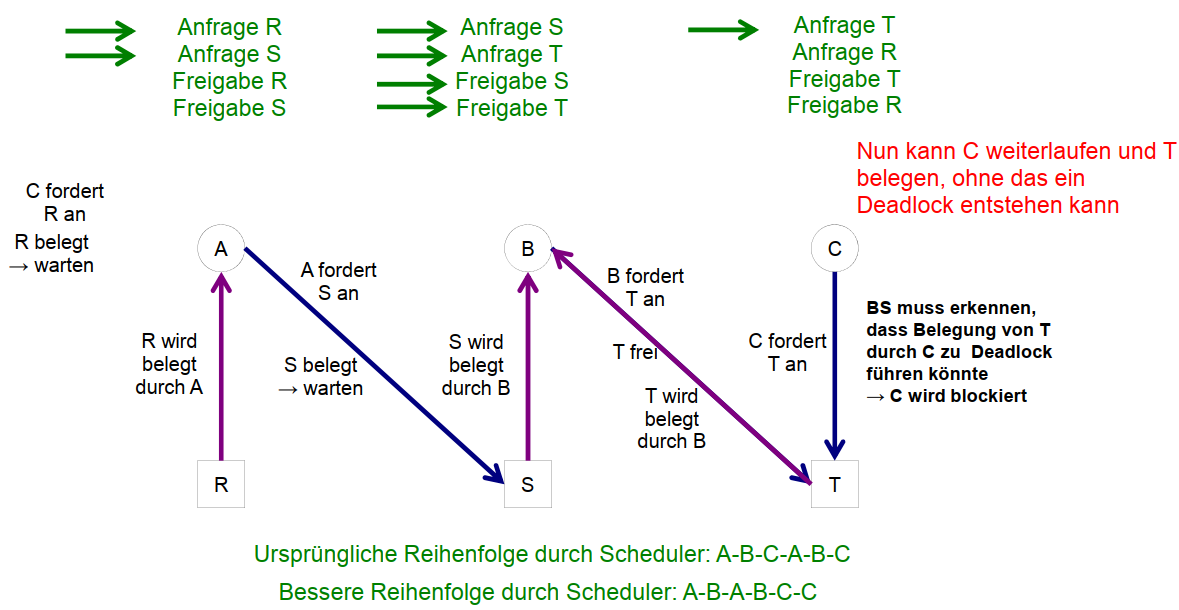 Anfrage R
Anfrage S
Freigabe R
Freigabe S
Anfrage S
Anfrage T
Freigabe S
Freigabe T
Anfrage T
Anfrage R
Freigabe T
Freigabe R
Nun kann C weiterlaufen und T
belegen, ohne das ein
Deadlock entstehen kann
C fordert
R an
R belegt
→ warten
A
B
C
A fordert
S an
B fordert
T an
R wird
belegt
durch A
S belegt
→ warten
S wird
belegt
durch B
T frei
T wird
belegt
durch B
C fordert
T an
BS muss erkennen,
dass Belegung von T
durch C zu Deadlock
führen könnte
→ C wird blockiert
R
S
T
Ursprüngliche Reihenfolge durch Scheduler: A-B-C-A-B-C
Bessere Reihenfolge durch Scheduler: A-B-A-B-C-C